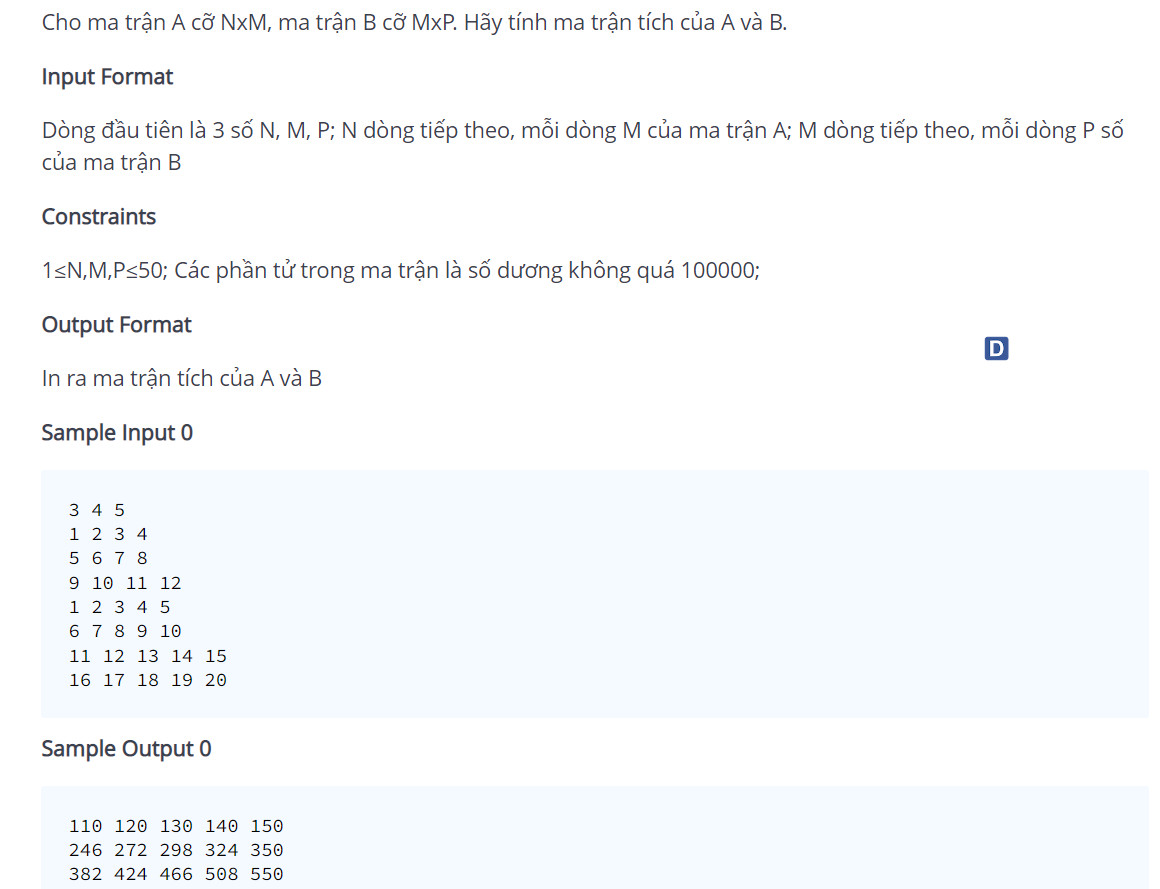 Cho ma trận A cỡ NxM, ma trận B cỡ MxP. Hãy tính ma trận tích của A và B.
Input Format
Dòng đầu tiên là 3 số N, M, P; N dòng tiếp theo, mỗi dòng M của ma trận A; M dòng tiếp theo, mỗi dòng P số
của ma trận B
Constraints
1≤N,M,P≤50; Các phần tử trong ma trận là số dương không quá 100000;
Output Format
D
In ra ma trận tích của A và B
Sample Input 0
3 4 5
1 2 3 4
5 6 7 8
9 10 11 12
1 2 3 4 5
6 7 8 9 10
11 12 13 14 15
16 17 18 19 20
Sample Output 0
110 120 130 140 150
246 272 298 324 350
382 424 466 508 550